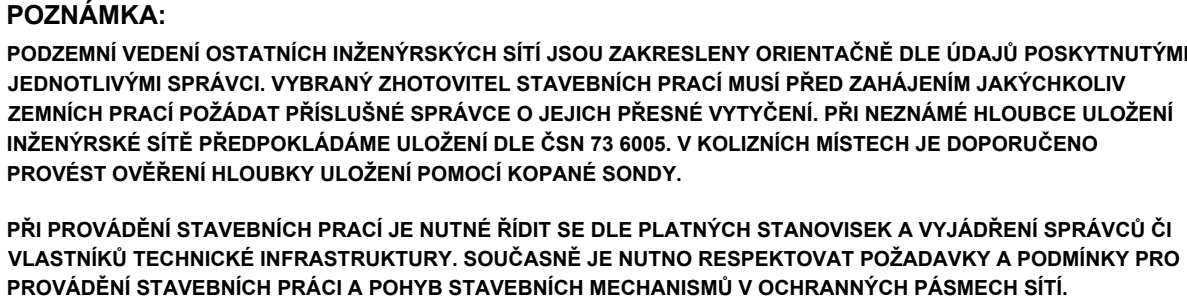 POZNÁMKA:
PODZEMNÍ VEDENÍ OSTATNÍCH INŽENÝRSKÝCH SÍTÍ JSOU ZAKRESLENY ORIENTAČNĚ DLE ÚDAJŮ POSKYTNUTÝMI
JEDNOTLIVÝMI SPRÁVCI. VYBRANÝ ZHOTOVITEL STAVEBNÍCH PRACÍ MUSÍ PŘED ZAHÁJENÍM JAKÝCHKOLIV
ZEMNÍCH PRACÍ POŽÁDAT PŘÍSLUŠNÉ SPRÁVCE O JEJICH PŘESNÉ VYTYČENÍ. PŘI NEZNÁMÉ HLOUBCE ULOŽENÍ
INŽENÝRSKÉ SÍTĚ PŘEDPOKLÁDÁME ULOŽENÍ DLE ČSN 73 6005. V KOLIZNÍCH MÍSTECH JE DOPORUČENO
PROVÉST OVĚŘENÍ HLOUBKY ULOŽENÍ POMOCÍ KOPANÉ SONDY.
PŘI PROVÁDĚNÍ STAVEBNÍCH PRACÍ JE NUTNÉ ŘÍDIT SE DLE PLATNÝCH STANOVISEK A VYJÁDŘENÍ SPRÁVCŮ ČI
VLASTNÍKŮ TECHNICKÉ INFRASTRUKTURY. SOUČASNĚ JE NUTNO RESPEKTOVAT POŽADAVKY A PODMÍNKY PRO
PROVÁDĚNÍ STAVEBNÍCH PRÁCI A POHYB STAVEBNÍCH MECHANISMŮ V OCHRANNÝCH PÁSMECH SÍTÍ.